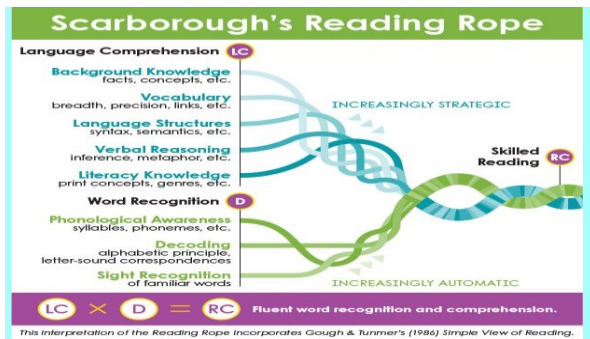 Scarborough's Reading Rope
Language Comprehension LC
Background Knowledge
facts, concepts, etc.
Vocabulary
breadth, precision, links, etc.
Language Structures
syntax, semantics, etc.
Verbal Reasoning
inference, metaphor, etc.
Literacy Knowledge
print concepts, genres, etc.
Word Recognition D
Phonological Awareness
syllables, phonemes, etc.
Decoding
alphabetic principle,
letter-sound correspondences
Sight Recognition
of familiar words
INCREASINGLY STRATEGIC
Skilled
Reading RC
INCREASINGLY AUTOMATIC
LC × D = RC Fluent word recognition and comprehension.
This interpretation of the Reading Rope incorporates Gough & Tunmer's (1986) Simple View of Reading.